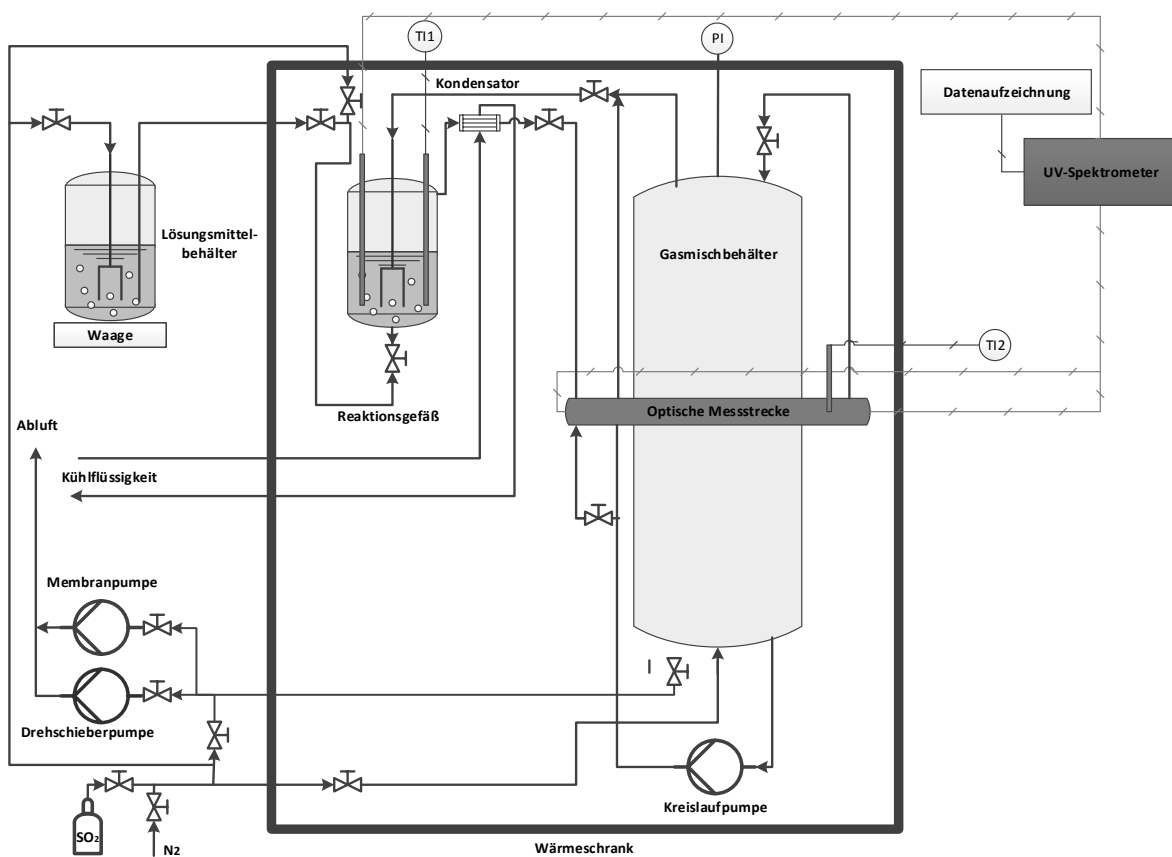 TI1
PI
Kondensator
Datenaufzeichnung
UV-Spektrometer
Lösungsmittel-
behälter
Gasmischbehälter
Waage
TI2
Reaktionsgefäß
Optische Messstrecke
Abluft
Kühlflüssigkeit
Membranpumpe
Drehschieberpumpe
Kreislaufpumpe
SO₂
N2
Wärmeschrank